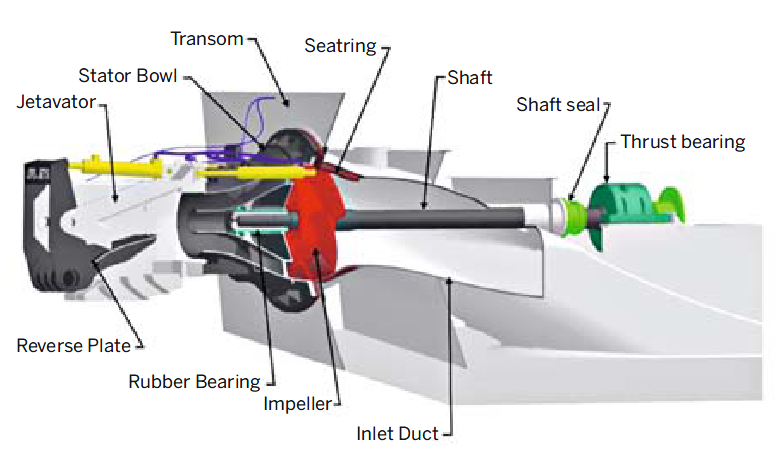 Transom
Seatring
Stator Bowl
Shaft
Jetavator
Shaft seal
Thrust bearing
Reverse Plate
Rubber Bearing
Impeller
Inlet Duct